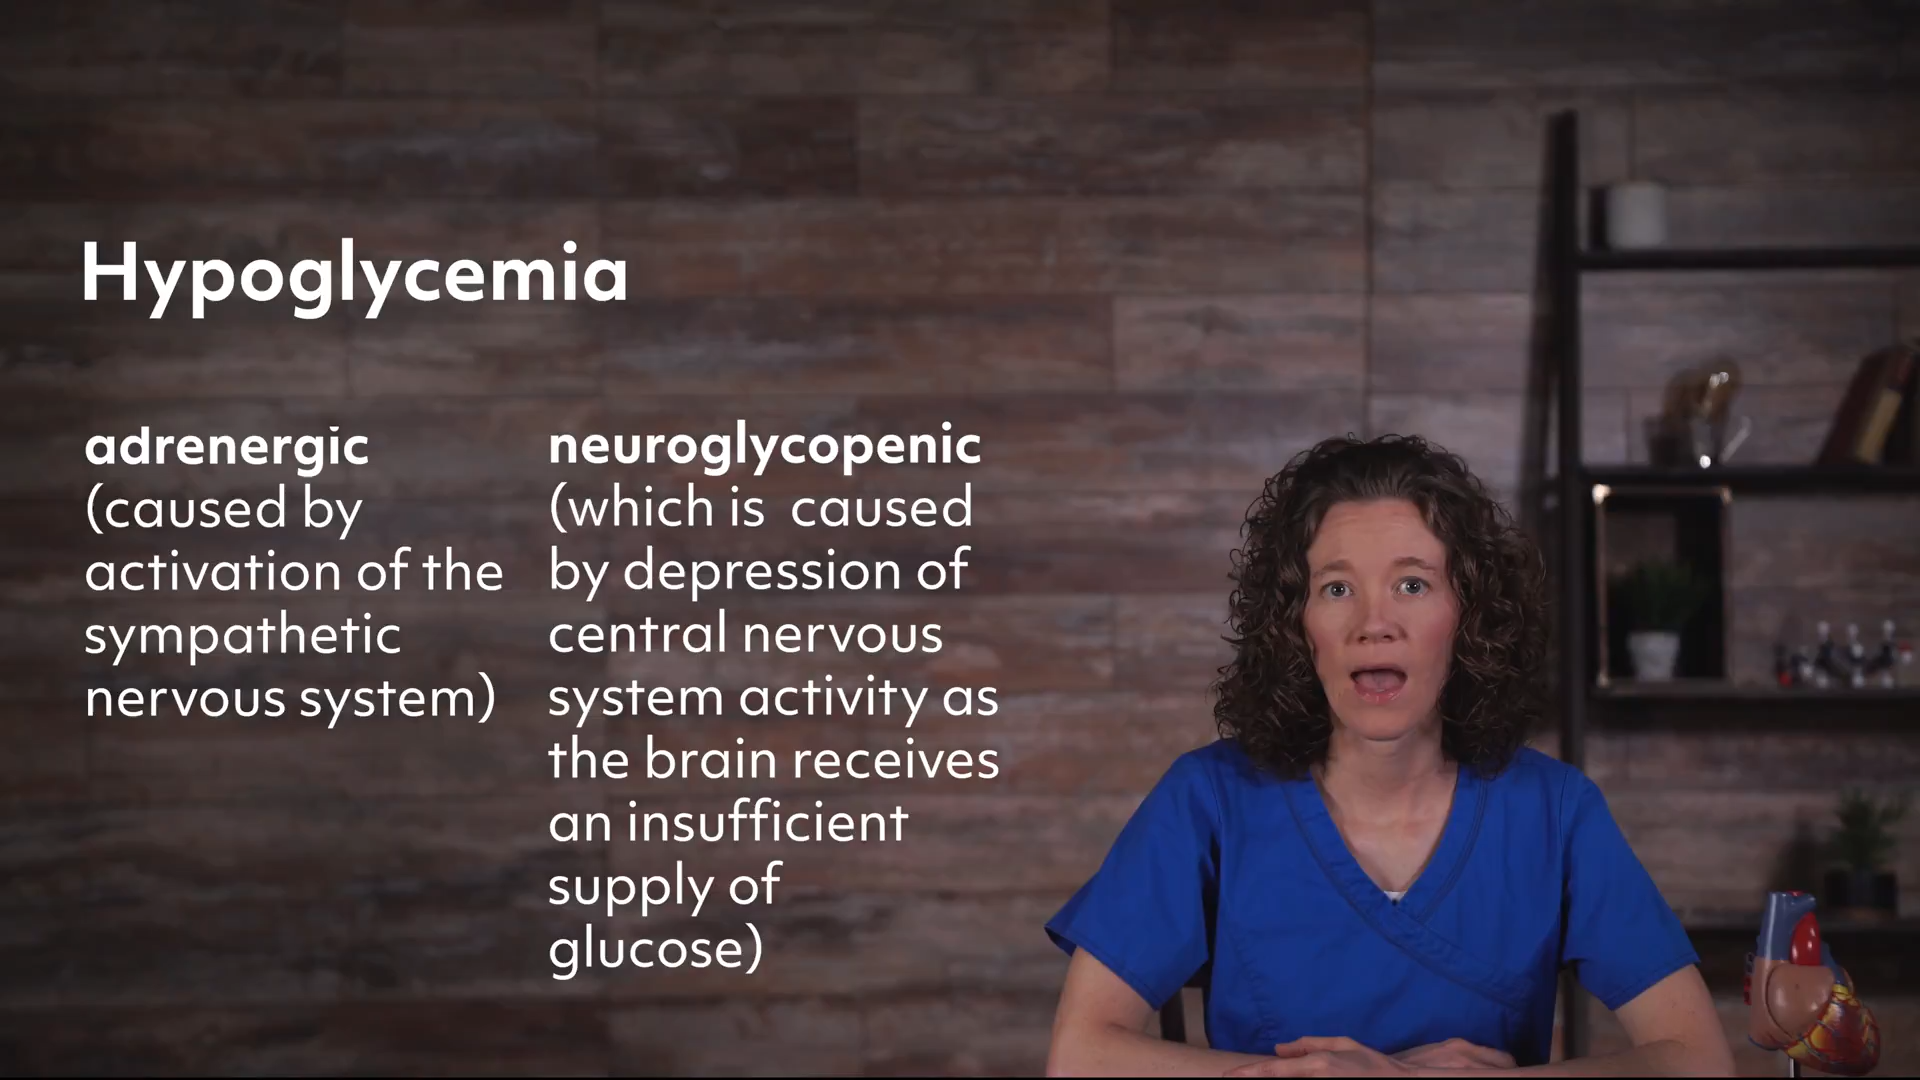 Hypoglycemia
adrenergic
(caused by
activation of the
sympathetic
nervous system)
neuroglycopenic
(which is  caused
by depression of
central nervous
system activity as
the brain receives
an insufficient
supply of
glucose)